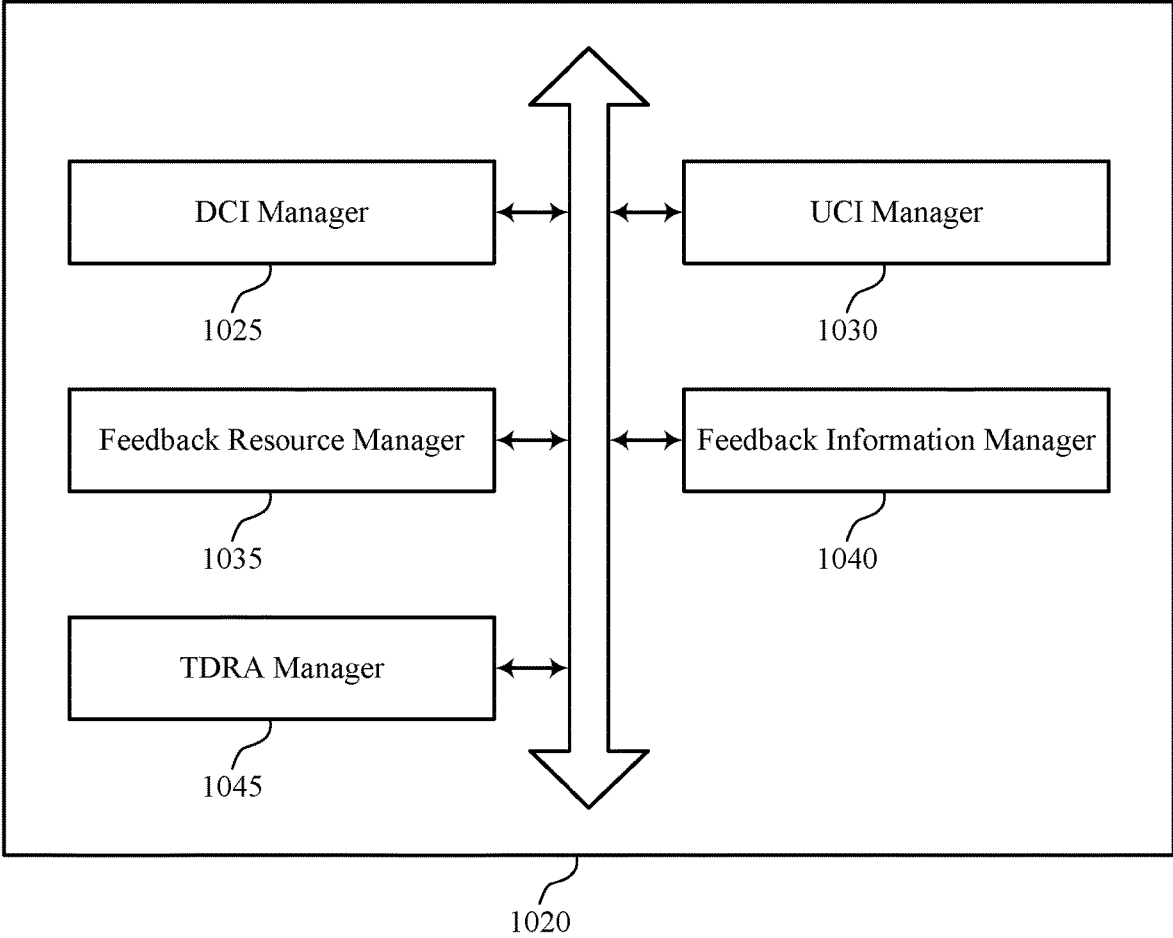 DCI Manager
UCI Manager
1025
1030
Feedback Resource Manager
Feedback Information Manager
1035
1040
TDRA Manager
1045
1020